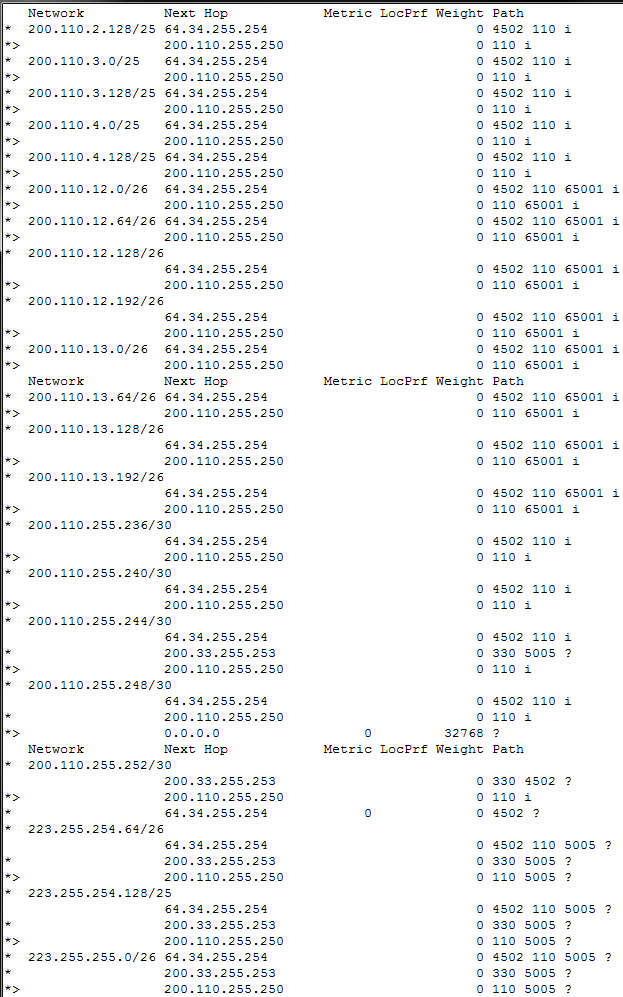 Network          Next Hop            Metric LocPrf Weight Path
*  200.110.2.128/25 64.34.255.254                          0 4502 110 i
*>                  200.110.255.250                        0 110 i
*  200.110.3.0/25   64.34.255.254                          0 4502 110 i
*>                  200.110.255.250                        0 110 i
*  200.110.3.128/25 64.34.255.254                          0 4502 110 i
*>                  200.110.255.250                        0 110 i
*  200.110.4.0/25   64.34.255.254                          0 4502 110 i
*>                  200.110.255.250                        0 110 i
*  200.110.4.128/25 64.34.255.254                          0 4502 110 i
*>                  200.110.255.250                        0 110 i
*  200.110.12.0/26  64.34.255.254                          0 4502 110 65001 i
*>                  200.110.255.250                        0 110 65001 i
*  200.110.12.64/26 64.34.255.254                          0 4502 110 65001 i
*>                  200.110.255.250                        0 110 65001 i
*  200.110.12.128/26
                    64.34.255.254                          0 4502 110 65001 i
*>                  200.110.255.250                        0 110 65001 i
*  200.110.12.192/26
                    64.34.255.254                          0 4502 110 65001 i
*>                  200.110.255.250                        0 110 65001 i
*  200.110.13.0/26  64.34.255.254                          0 4502 110 65001 i
*>                  200.110.255.250                        0 110 65001 i
   Network          Next Hop            Metric LocPrf Weight Path
*  200.110.13.64/26 64.34.255.254                          0 4502 110 65001 i
*>                  200.110.255.250                        0 110 65001 i
*  200.110.13.128/26
                    64.34.255.254                          0 4502 110 65001 i
*>                  200.110.255.250                        0 110 65001 i
*  200.110.13.192/26
                    64.34.255.254                          0 4502 110 65001 i
*>                  200.110.255.250                        0 110 65001 i
*  200.110.255.236/30
                    64.34.255.254                          0 4502 110 i
*>                  200.110.255.250                        0 110 i
*  200.110.255.240/30
                    64.34.255.254                          0 4502 110 i
*>                  200.110.255.250                        0 110 i
*  200.110.255.244/30
                    64.34.255.254                          0 4502 110 i
*                   200.33.255.253                         0 330 5005 ?
*>                  200.110.255.250                        0 110 i
*  200.110.255.248/30
                    64.34.255.254                          0 4502 110 i
*                   200.110.255.250                        0 110 i
*>                  0.0.0.0                  0         32768 ?
   Network          Next Hop            Metric LocPrf Weight Path
*  200.110.255.252/30
                    200.33.255.253                         0 330 4502 ?
*>                  200.110.255.250                        0 110 i
*                   64.34.255.254            0             0 4502 ?
*  223.255.254.64/26
                    64.34.255.254                          0 4502 110 5005 ?
*                   200.33.255.253                         0 330 5005 ?
*>                  200.110.255.250                        0 110 5005 ?
*  223.255.254.128/25
                    64.34.255.254                          0 4502 110 5005 ?
*                   200.33.255.253                         0 330 5005 ?
*>                  200.110.255.250                        0 110 5005 ?
*  223.255.255.0/26 64.34.255.254                          0 4502 110 5005 ?
*                   200.33.255.253                         0 330 5005 ?
*>                  200.110.255.250                        0 110 5005 ?